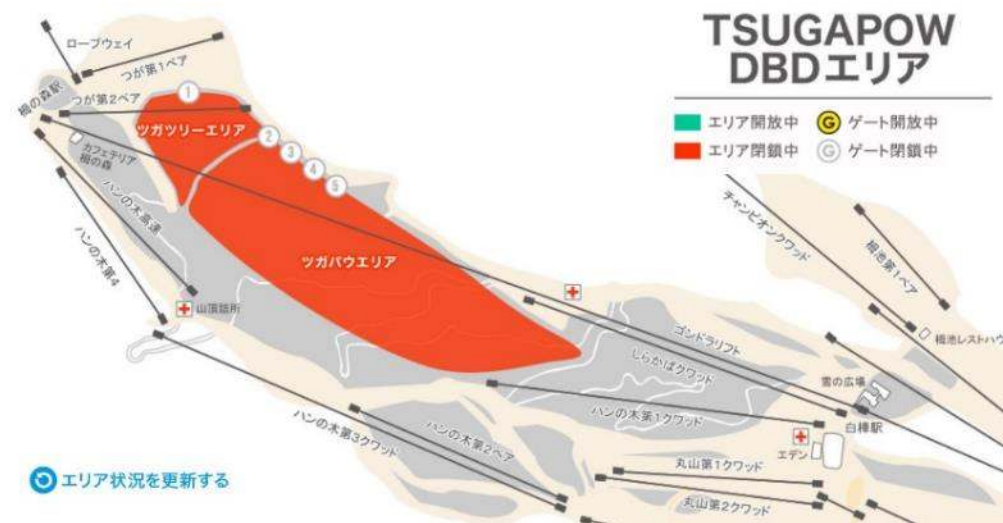 TSUGAPOW
DBDエリア
エリア開放中
G ゲート開放中
エリア閉鎖中
G ゲート閉鎖中
ロープウェイ
つが第1ペア
栂の森駅
つが第2ペア
1
ツガツリーエリア
2
3
4
5
カフェテリア
栂の森
ハンの木高速
ハンの木第4
ツガパウエリア
山頂詰所
チャンピオンクワッド
栂池第1ペア
栂池レストハウ
ゴンドラリフト
しらかばクワッド
雪の広場
白樺駅
ハンの木第1クワッド
ハンの木第2ペア
ハンの木第3クワッド
エデン
丸山第1クワッド
丸山第2クワッド
エリア状況を更新する